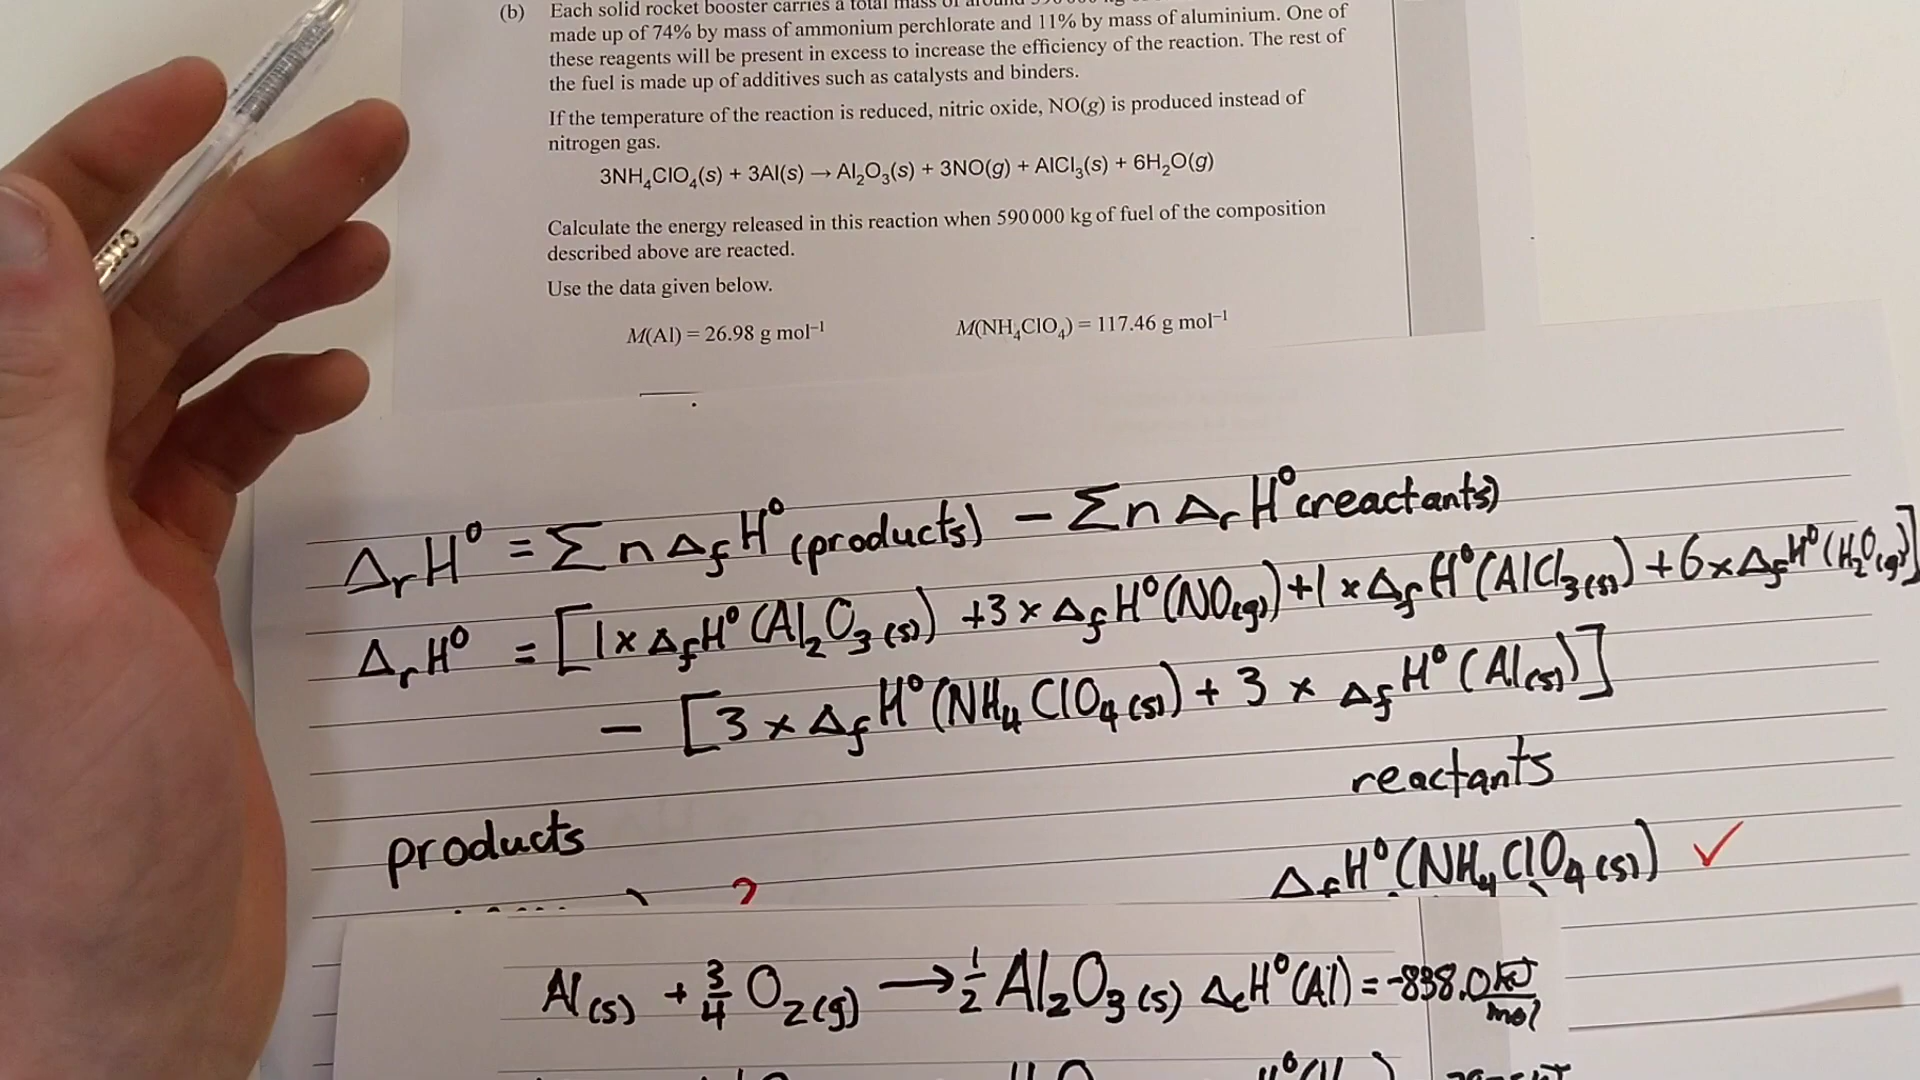 (b) Each solid rocket booster carries a total mass of around
made up of 74% by mass of ammonium perchlorate and 11% by mass of aluminium. One of
these reagents will be present in excess to increase the efficiency of the reaction. The rest of
the fuel is made up of additives such as catalysts and binders.
If the temperature of the reaction is reduced, nitric oxide, NO(g) is produced instead of
nitrogen gas.
3NH₄ClO₄(s) + 3Al(s) → Al₂O₃(s) + 3NO(g) + AlCl₃(s) + 6H₂O(g)
Calculate the energy released in this reaction when 590 000 kg of fuel of the composition
described above are reacted.
Use the data given below.
M(Al) = 26.98 g mol⁻¹ M(NH₄ClO₄) = 117.46 g mol⁻¹
ΔrH° = Σn ΔfH° (products) − Σn ΔrH° (reactants)
ΔrH° = [1 × ΔfH° (Al₂O₃(s)) + 3 × ΔfH° (NO(g)) + 1 × ΔfH° (AlCl₃(s)) + 6 × ΔfH° (H₂O(g))]
− [3 × ΔfH° (NH₄ClO₄(s)) + 3 × ΔfH° (Al(s))]
reactants
products
ΔfH° (NH₄ClO₄(s)) ✓
?
Al(s) + 3/4 O₂(g) → 1/2 Al₂O₃(s) ΔcH° (Al) = -838.0 kJ/mol